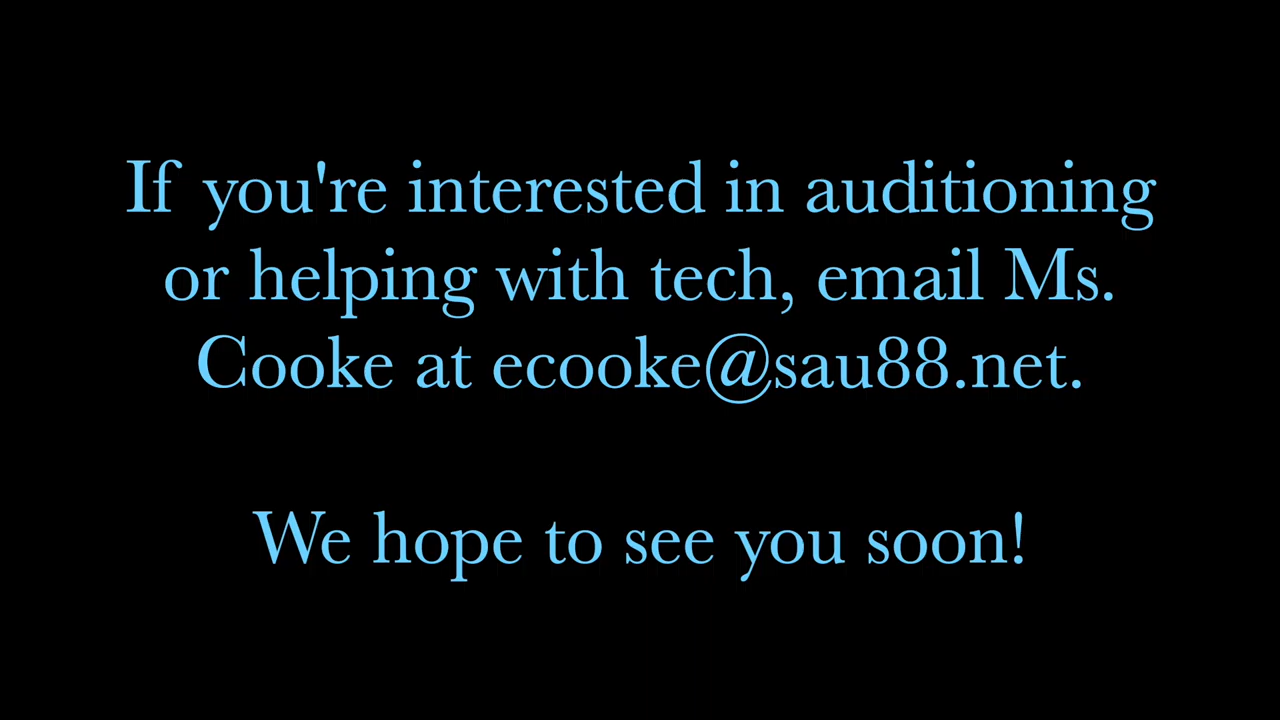 If you're interested in auditioning
or helping with tech, email Ms.
Cooke at ecooke@sau88.net.
We hope to see you soon!